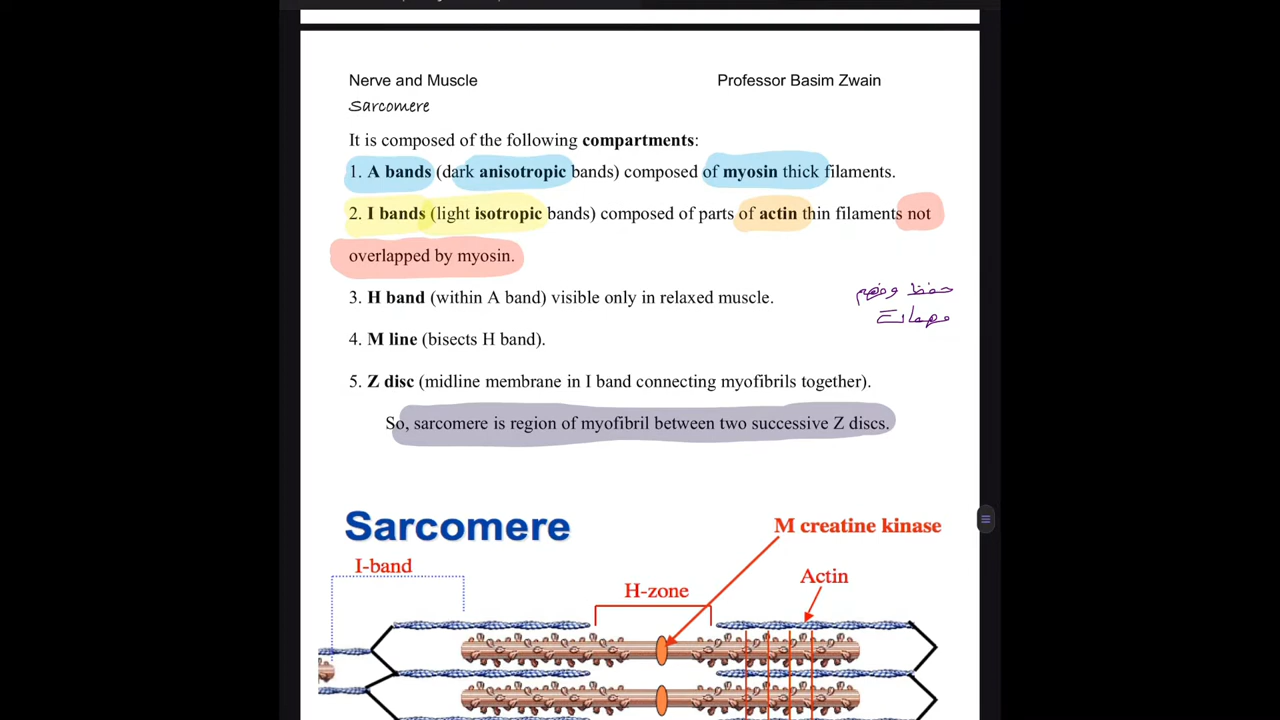 Nerve and Muscle Professor Basim Zwain
Sarcomere
It is composed of the following compartments:
1. A bands (dark anisotropic bands) composed of myosin thick filaments.
2. I bands (light isotropic bands) composed of parts of actin thin filaments not
overlapped by myosin.
3. H band (within A band) visible only in relaxed muscle.
حفظ وفهم
مهمات
4. M line (bisects H band).
5. Z disc (midline membrane in I band connecting myofibrils together).
So, sarcomere is region of myofibril between two successive Z discs.
Sarcomere
M creatine kinase
I-band
Actin
H-zone